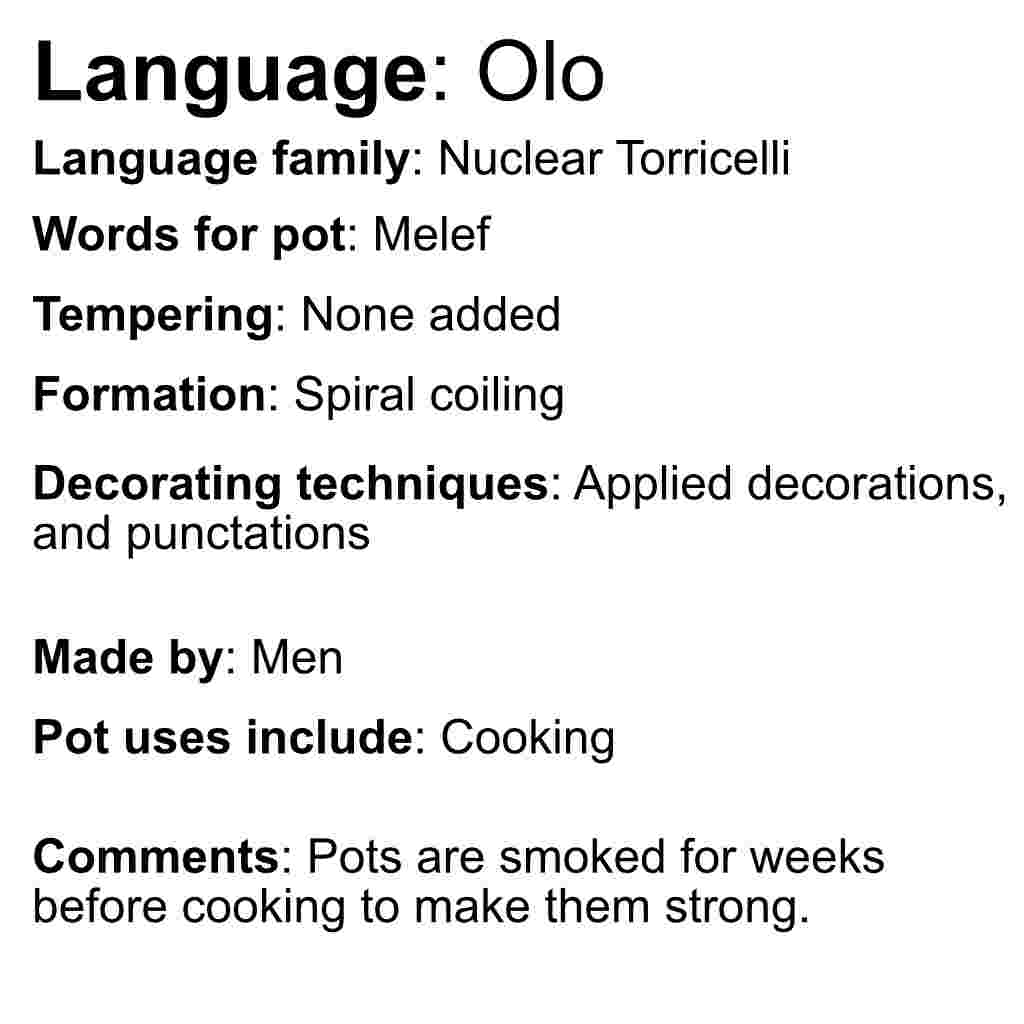 Language: Olo
Language family: Nuclear Torricelli
Words for pot: Melef
Tempering: None added
Formation: Spiral coiling
Decorating techniques: Applied decorations,
and punctations
Made by: Men
Pot uses include: Cooking
Comments: Pots are smoked for weeks
before cooking to make them strong.